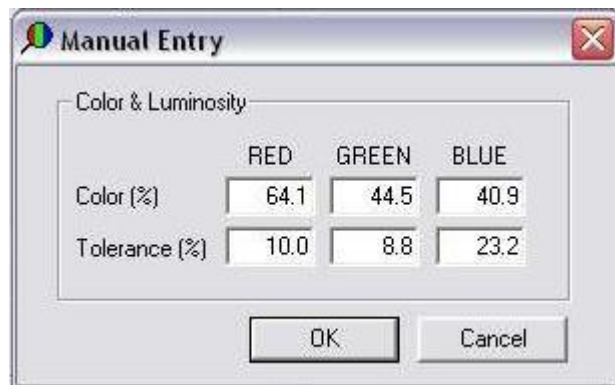 Manual Entry
Color & Luminosity
RED GREEN BLUE
Color (%) 64.1 44.5 40.9
Tolerance (%) 10.0 8.8 23.2
OK Cancel